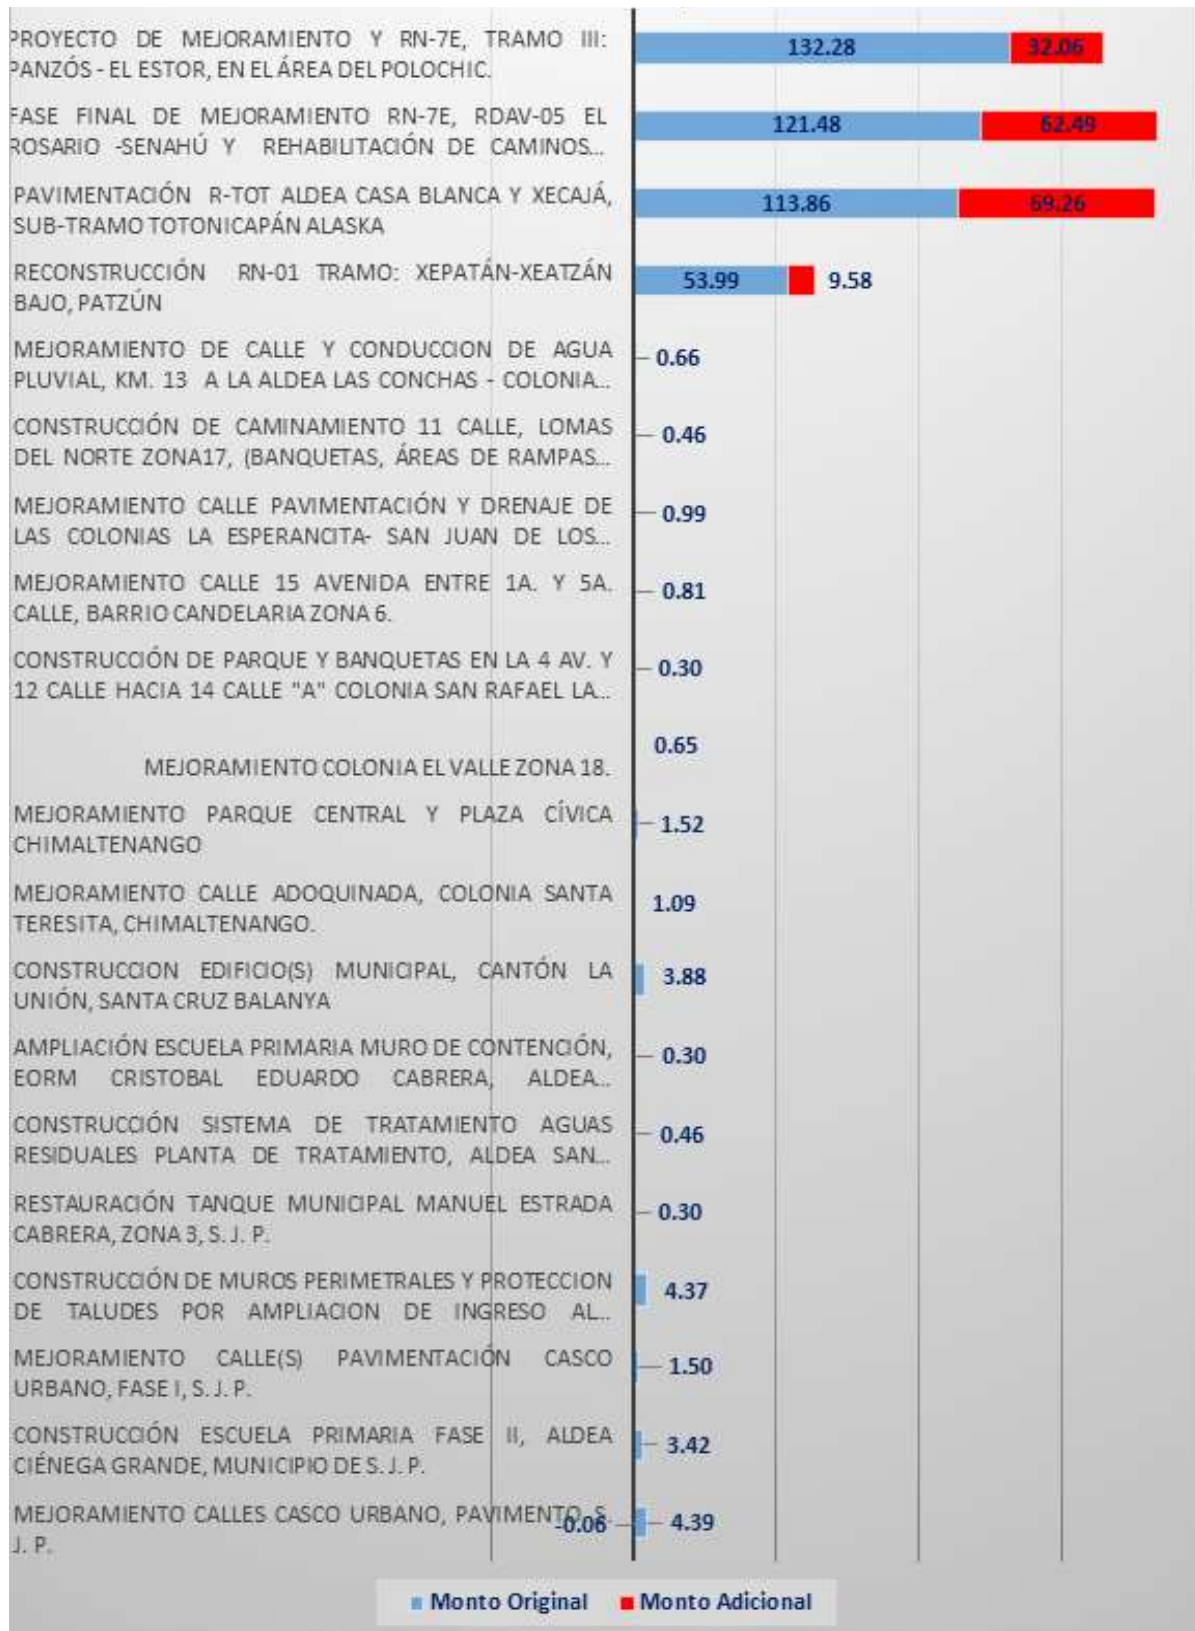 PROYECTO DE MEJORAMIENTO Y RN-7E, TRAMO III:
PANZÓS - EL ESTOR, EN EL ÁREA DEL POLOCHIC.
132.28 32.06
FASE FINAL DE MEJORAMIENTO RN-7E, RDAV-05 EL
ROSARIO -SENAHÚ Y REHABILITACIÓN DE CAMINOS...
121.48 62.49
PAVIMENTACIÓN R-TOT ALDEA CASA BLANCA Y XECAJÁ,
SUB-TRAMO TOTONICAPÁN ALASKA
113.86 69.26
RECONSTRUCCIÓN RN-01 TRAMO: XEPATÁN-XEATZÁN
BAJO, PATZÚN
53.99 9.58
MEJORAMIENTO DE CALLE Y CONDUCCION DE AGUA
PLUVIAL, KM. 13 A LA ALDEA LAS CONCHAS - COLONIA...
0.66
CONSTRUCCIÓN DE CAMINAMIENTO 11 CALLE, LOMAS
DEL NORTE ZONA17, (BANQUETAS, ÁREAS DE RAMPAS...
0.46
MEJORAMIENTO CALLE PAVIMENTACIÓN Y DRENAJE DE
LAS COLONIAS LA ESPERANCITA- SAN JUAN DE LOS...
0.99
MEJORAMIENTO CALLE 15 AVENIDA ENTRE 1A. Y 5A.
CALLE, BARRIO CANDELARIA ZONA 6.
0.81
CONSTRUCCIÓN DE PARQUE Y BANQUETAS EN LA 4 AV. Y
12 CALLE HACIA 14 CALLE "A" COLONIA SAN RAFAEL LA...
0.30
MEJORAMIENTO COLONIA EL VALLE ZONA 18.
0.65
MEJORAMIENTO PARQUE CENTRAL Y PLAZA CÍVICA
CHIMALTENANGO
1.52
MEJORAMIENTO CALLE ADOQUINADA, COLONIA SANTA
TERESITA, CHIMALTENANGO.
1.09
CONSTRUCCION EDIFICIO(S) MUNICIPAL, CANTÓN LA
UNIÓN, SANTA CRUZ BALANYA
3.88
AMPLIACIÓN ESCUELA PRIMARIA MURO DE CONTENCIÓN,
EORM CRISTOBAL EDUARDO CABRERA, ALDEA...
0.30
CONSTRUCCIÓN SISTEMA DE TRATAMIENTO AGUAS
RESIDUALES PLANTA DE TRATAMIENTO, ALDEA SAN...
0.46
RESTAURACIÓN TANQUE MUNICIPAL MANUEL ESTRADA
CABRERA, ZONA 3, S. J. P.
0.30
CONSTRUCCIÓN DE MUROS PERIMETRALES Y PROTECCION
DE TALUDES POR AMPLIACION DE INGRESO AL...
4.37
MEJORAMIENTO CALLE(S) PAVIMENTACIÓN CASCO
URBANO, FASE I, S. J. P.
1.50
CONSTRUCCIÓN ESCUELA PRIMARIA FASE II, ALDEA
CIÉNEGA GRANDE, MUNICIPIO DE S. J. P.
3.42
MEJORAMIENTO CALLES CASCO URBANO, PAVIMENTO, S.
J. P.
-0.06 4.39
Monto Original Monto Adicional